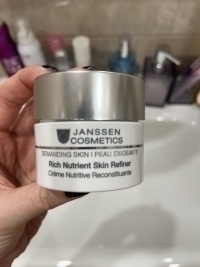 JANSSEN
COSMETICS
DEMANDING SKIN | PEAU EXIGEANTE
Rich Nutrient Skin Refiner
Crème Nutritive Reconstituante